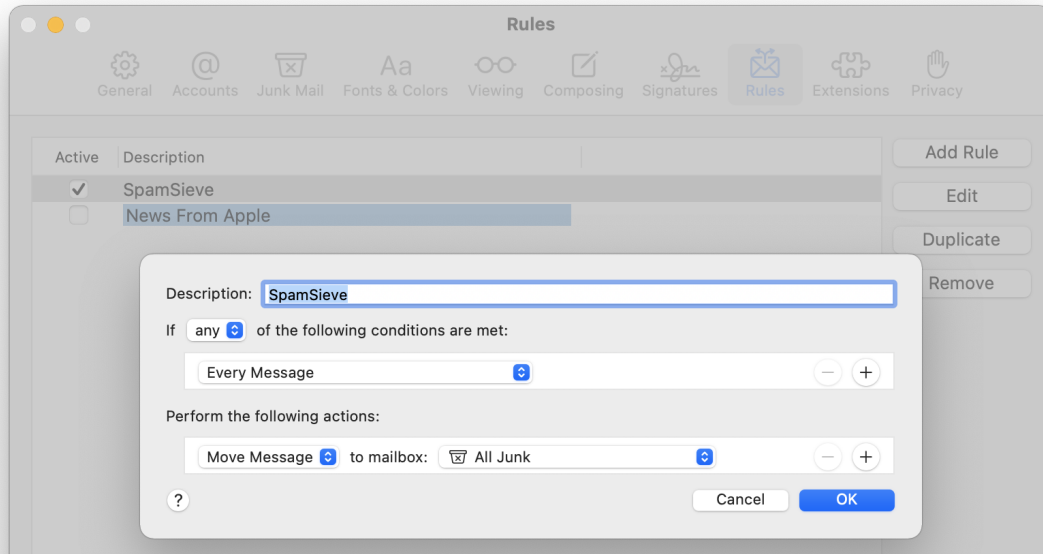 Rules
General Accounts Junk Mail Fonts & Colors Viewing Composing Signatures Rules Extensions Privacy
Active Description
Add Rule
SpamSieve
Edit
News From Apple
Duplicate
Remove
Description: SpamSieve
If any of the following conditions are met:
Every Message
Perform the following actions:
Move Message to mailbox: All Junk
? Cancel OK